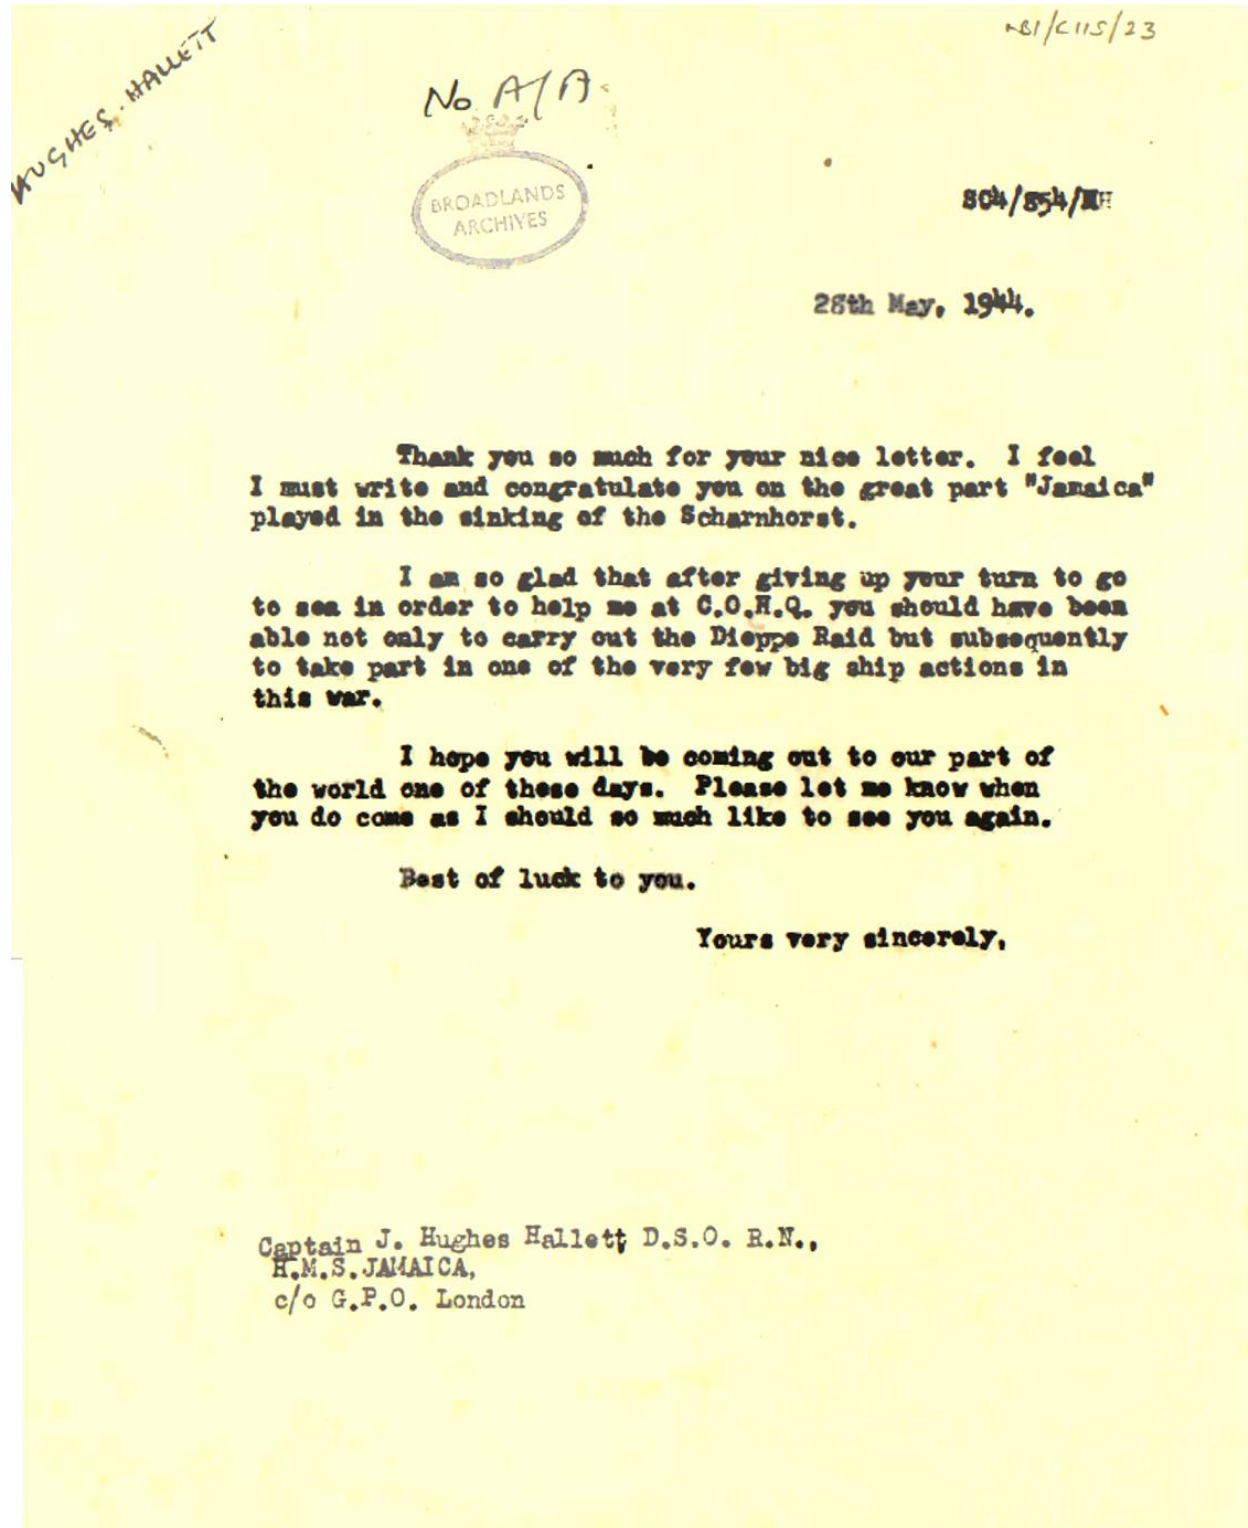 HUGHES-HALLETT
MB1/C115/23
No A/A
BROADLANDS
ARCHIVES
SC4/854/HH
28th May, 1944.
Thank you so much for your nice letter. I feel
I must write and congratulate you on the great part "Jamaica"
played in the sinking of the Scharnhorst.
I am so glad that after giving up your turn to go
to sea in order to help me at C.O.H.Q. you should have been
able not only to carry out the Dieppe Raid but subsequently
to take part in one of the very few big ship actions in
this war.
I hope you will be coming out to our part of
the world one of these days. Please let me know when
you do come as I should so much like to see you again.
Best of luck to you.
Yours very sincerely,
Captain J. Hughes Hallett, D.S.O. R.N.,
H.M.S.JAMAICA,
c/o G.P.O. London